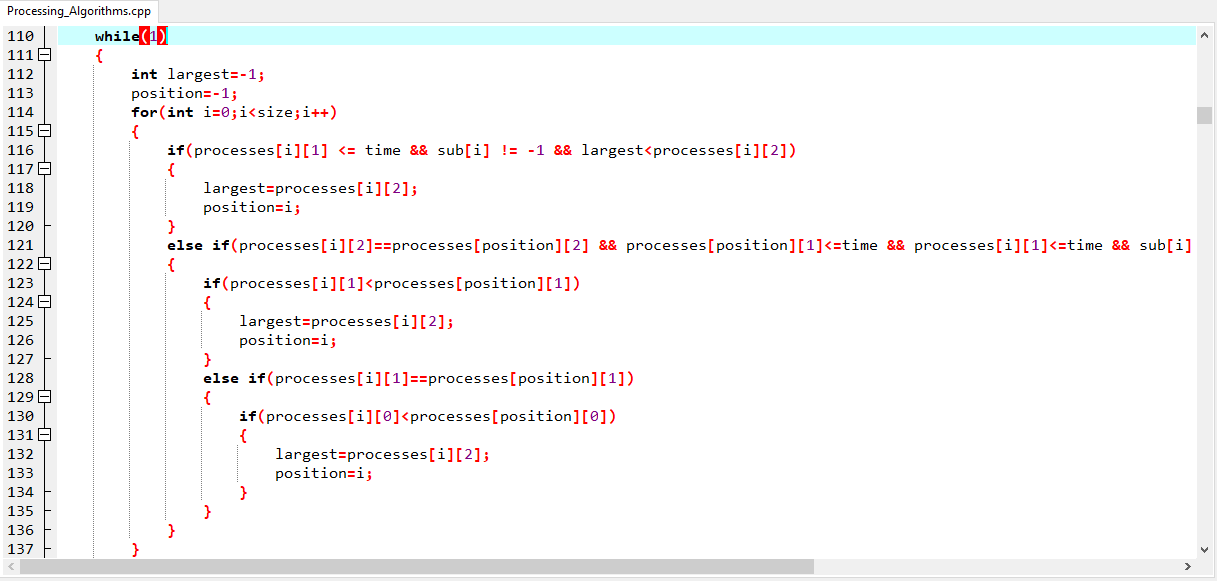 Processing_Algorithms.cpp
110 while(1)
111 {
112 int largest=-1;
113 position=-1;
114 for(int i=0;i<size;i++)
115 {
116 if(processes[i][1] <= time && sub[i] != -1 && largest<processes[i][2])
117 {
118 largest=processes[i][2];
119 position=i;
120 }
121 else if(processes[i][2]==processes[position][2] && processes[position][1]<=time && processes[i][1]<=time && sub[i]
122 {
123 if(processes[i][1]<processes[position][1])
124 {
125 largest=processes[i][2];
126 position=i;
127 }
128 else if(processes[i][1]==processes[position][1])
129 {
130 if(processes[i][0]<processes[position][0])
131 {
132 largest=processes[i][2];
133 position=i;
134 }
135 }
136 }
137 }